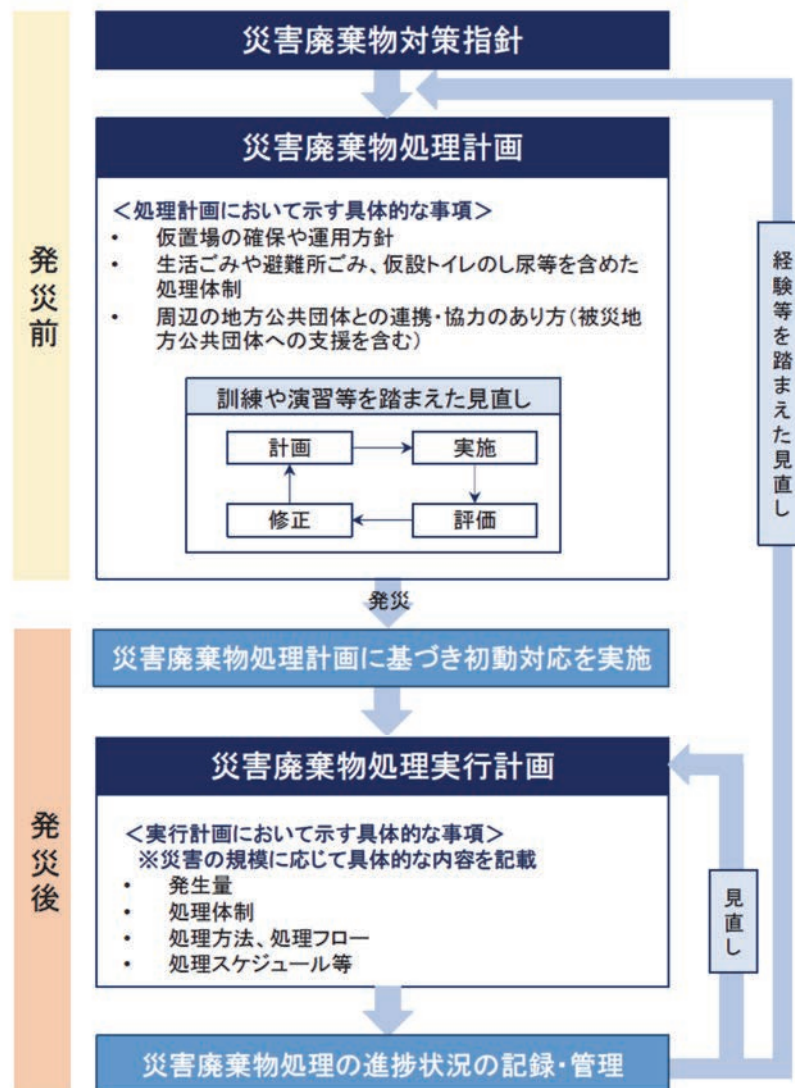 災害廃棄物対策指針
発災前
災害廃棄物処理計画
＜処理計画において示す具体的な事項＞
• 仮置場の確保や運用方針
• 生活ごみや避難所ごみ、仮設トイレのし尿等を含めた
処理体制
• 周辺の地方公共団体との連携・協力のあり方（被災地
方公共団体への支援を含む）
訓練や演習等を踏まえた見直し
計画
実施
修正
評価
経験等を踏まえた見直し
発災
発災後
災害廃棄物処理計画に基づき初動対応を実施
災害廃棄物処理実行計画
＜実行計画において示す具体的な事項＞
※災害の規模に応じて具体的な内容を記載
• 発生量
• 処理体制
• 処理方法、処理フロー
• 処理スケジュール等
見直し
災害廃棄物処理の進捗状況の記録・管理